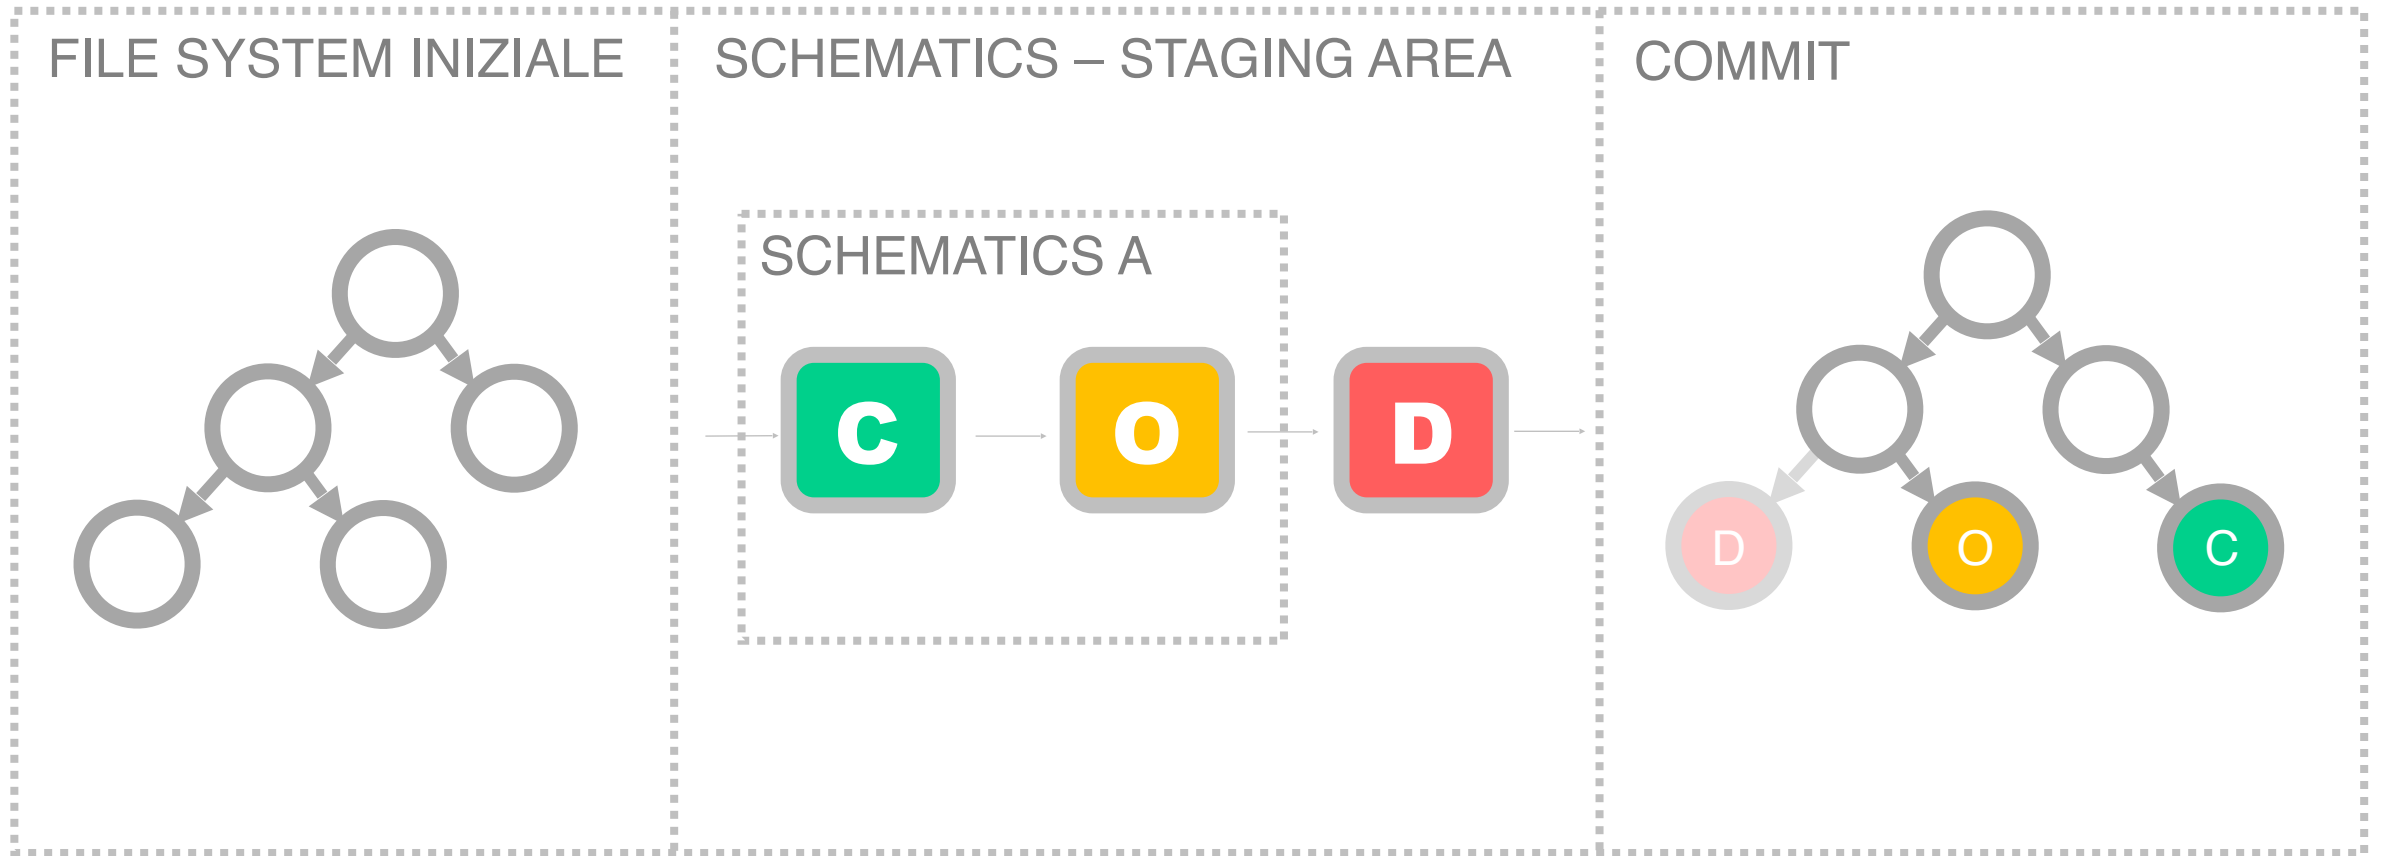 FILE SYSTEM INIZIALE
SCHEMATICS – STAGING AREA
COMMIT
SCHEMATICS A
C
O
D
D
O
C